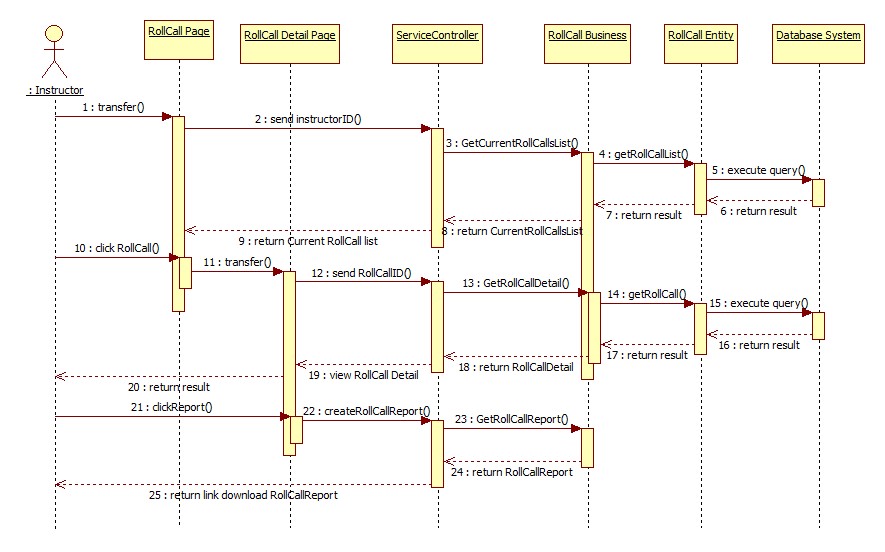 RollCall Page
RollCall Detail Page
ServiceController
RollCall Business
RollCall Entity
Database System
: Instructor
1 : transfer()
2 : send instructorID()
3 : GetCurrentRollCallsList()
4 : getRollCallList()
5 : execute query()
6 : return result
7 : return result
8 : return CurrentRollCallsList
9 : return Current RollCall list
10 : click RollCall()
11 : transfer()
12 : send RollCallID()
13 : GetRollCallDetail()
14 : getRollCall()
15 : execute query()
16 : return result
17 : return result
18 : return RollCallDetail
19 : view RollCall Detail
20 : return result
21 : clickReport()
22 : createRollCallReport()
23 : GetRollCallReport()
24 : return RollCallReport
25 : return link download RollCallReport